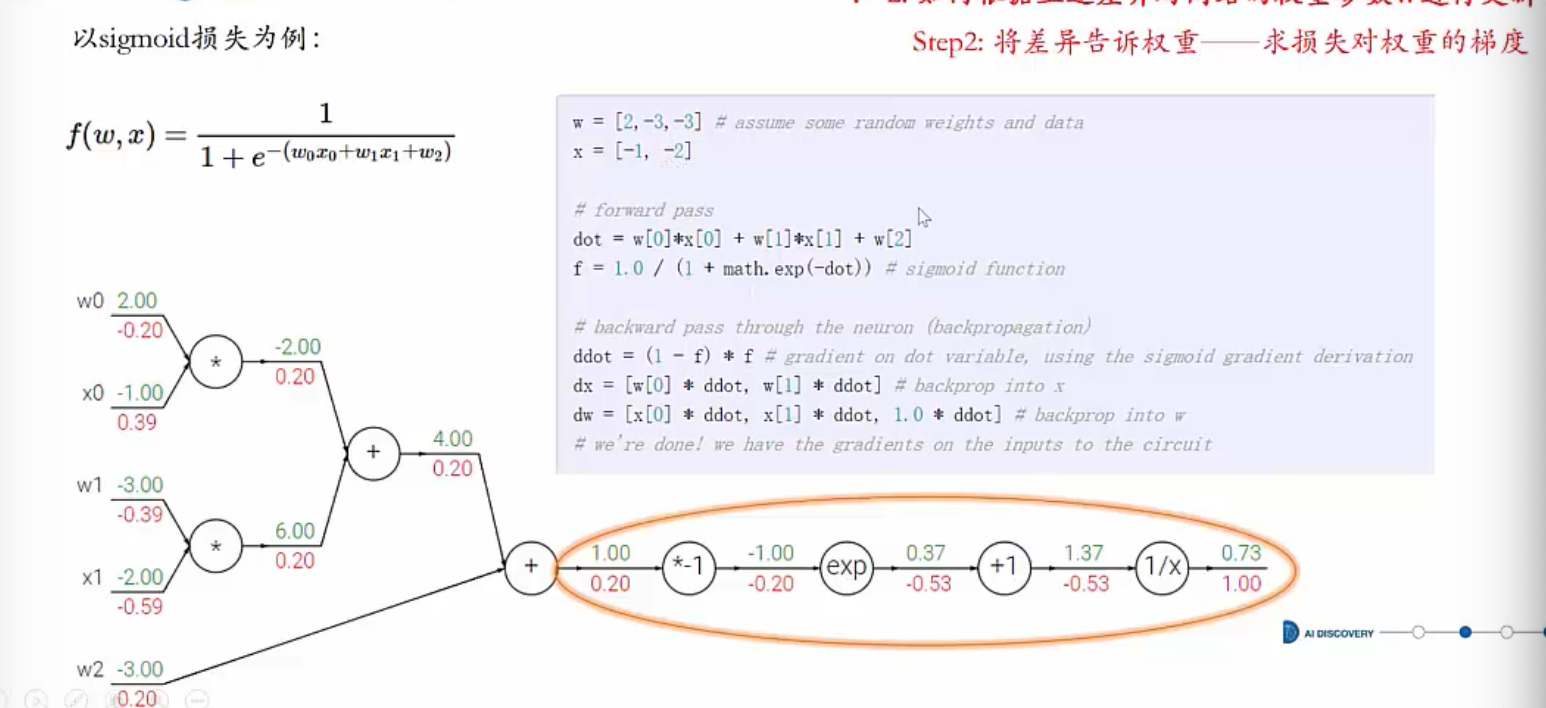 以sigmoid损失为例：
Step2: 将差异告诉权重——求损失对权重的梯度
f(w,x) = 1 / (1 + e^-(w0x0+w1x1+w2))
w = [2,-3,-3] # assume some random weights and data
x = [-1, -2]
# forward pass
dot = w[0]*x[0] + w[1]*x[1] + w[2]
f = 1.0 / (1 + math.exp(-dot)) # sigmoid function
# backward pass through the neuron (backpropagation)
ddot = (1 - f) * f # gradient on dot variable, using the sigmoid gradient derivation
dx = [w[0] * ddot, w[1] * ddot] # backprop into x
dw = [x[0] * ddot, x[1] * ddot, 1.0 * ddot] # backprop into w
# we're done! we have the gradients on the inputs to the circuit
w0 2.00
-0.20
*
-2.00
0.20
x0 -1.00
0.39
+
4.00
0.20
w1 -3.00
-0.39
*
6.00
0.20
x1 -2.00
-0.59
+
1.00
0.20
*-1
-1.00
-0.20
exp
0.37
-0.53
+1
1.37
-0.53
1/x
0.73
1.00
w2 -3.00
0.20
AI DISCOVERY